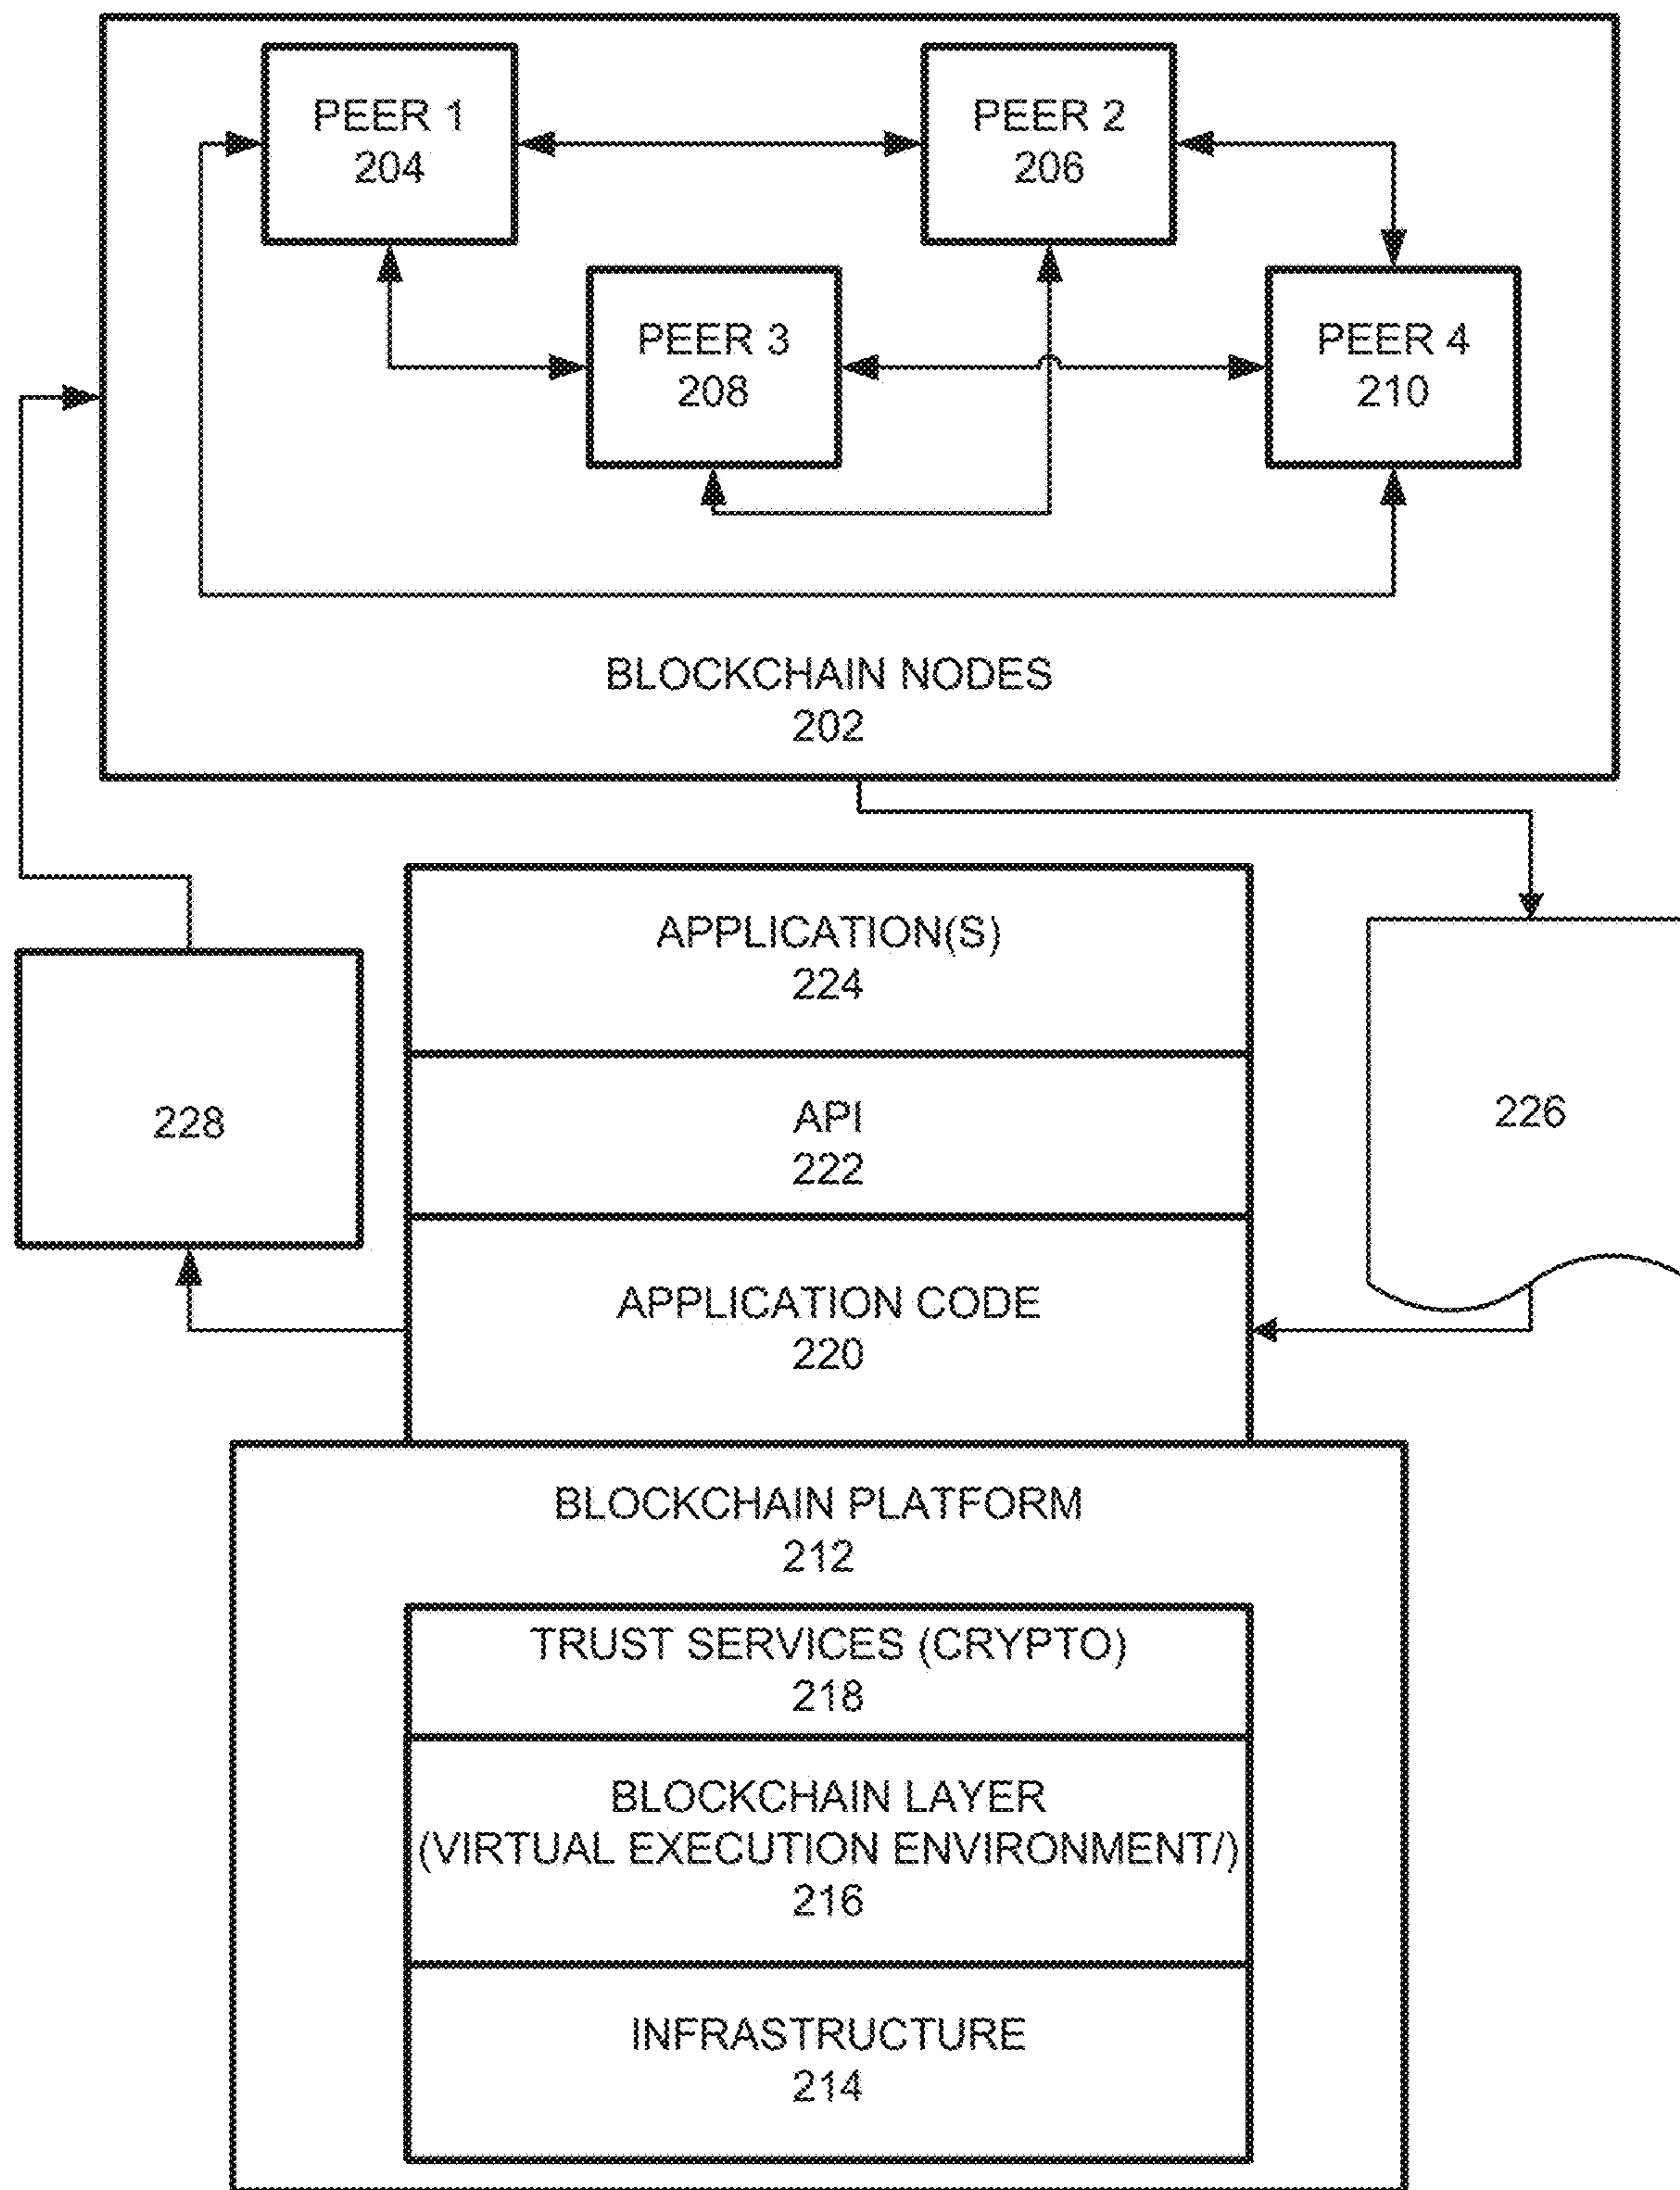 PEER 1
204
PEER 2
206
PEER 3
208
PEER 4
210
BLOCKCHAIN NODES
202
APPLICATION(S)
224
API
222
228
226
APPLICATION CODE
220
BLOCKCHAIN PLATFORM
212
TRUST SERVICES (CRYPTO)
218
BLOCKCHAIN LAYER
(VIRTUAL EXECUTION ENVIRONMENT/)
216
INFRASTRUCTURE
214